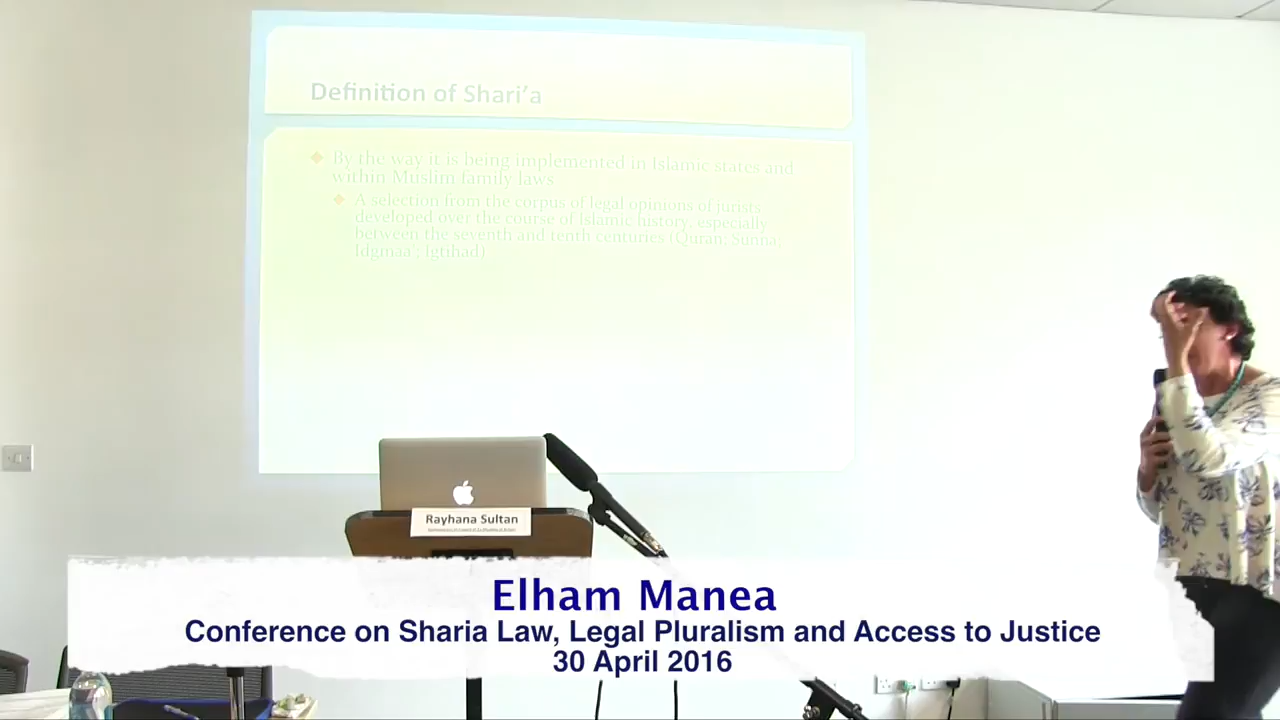 Definition of Shari'a
By the way it is being implemented in Islamic states and
within Muslim family laws
A selection from the corpus of legal opinions of jurists
developed over the course of Islamic history, especially
between the seventh and tenth centuries (Quran; Sunna;
Idgmaa'; Igtihad)
Rayhana Sultan
Elham Manea
Conference on Sharia Law, Legal Pluralism and Access to Justice
30 April 2016